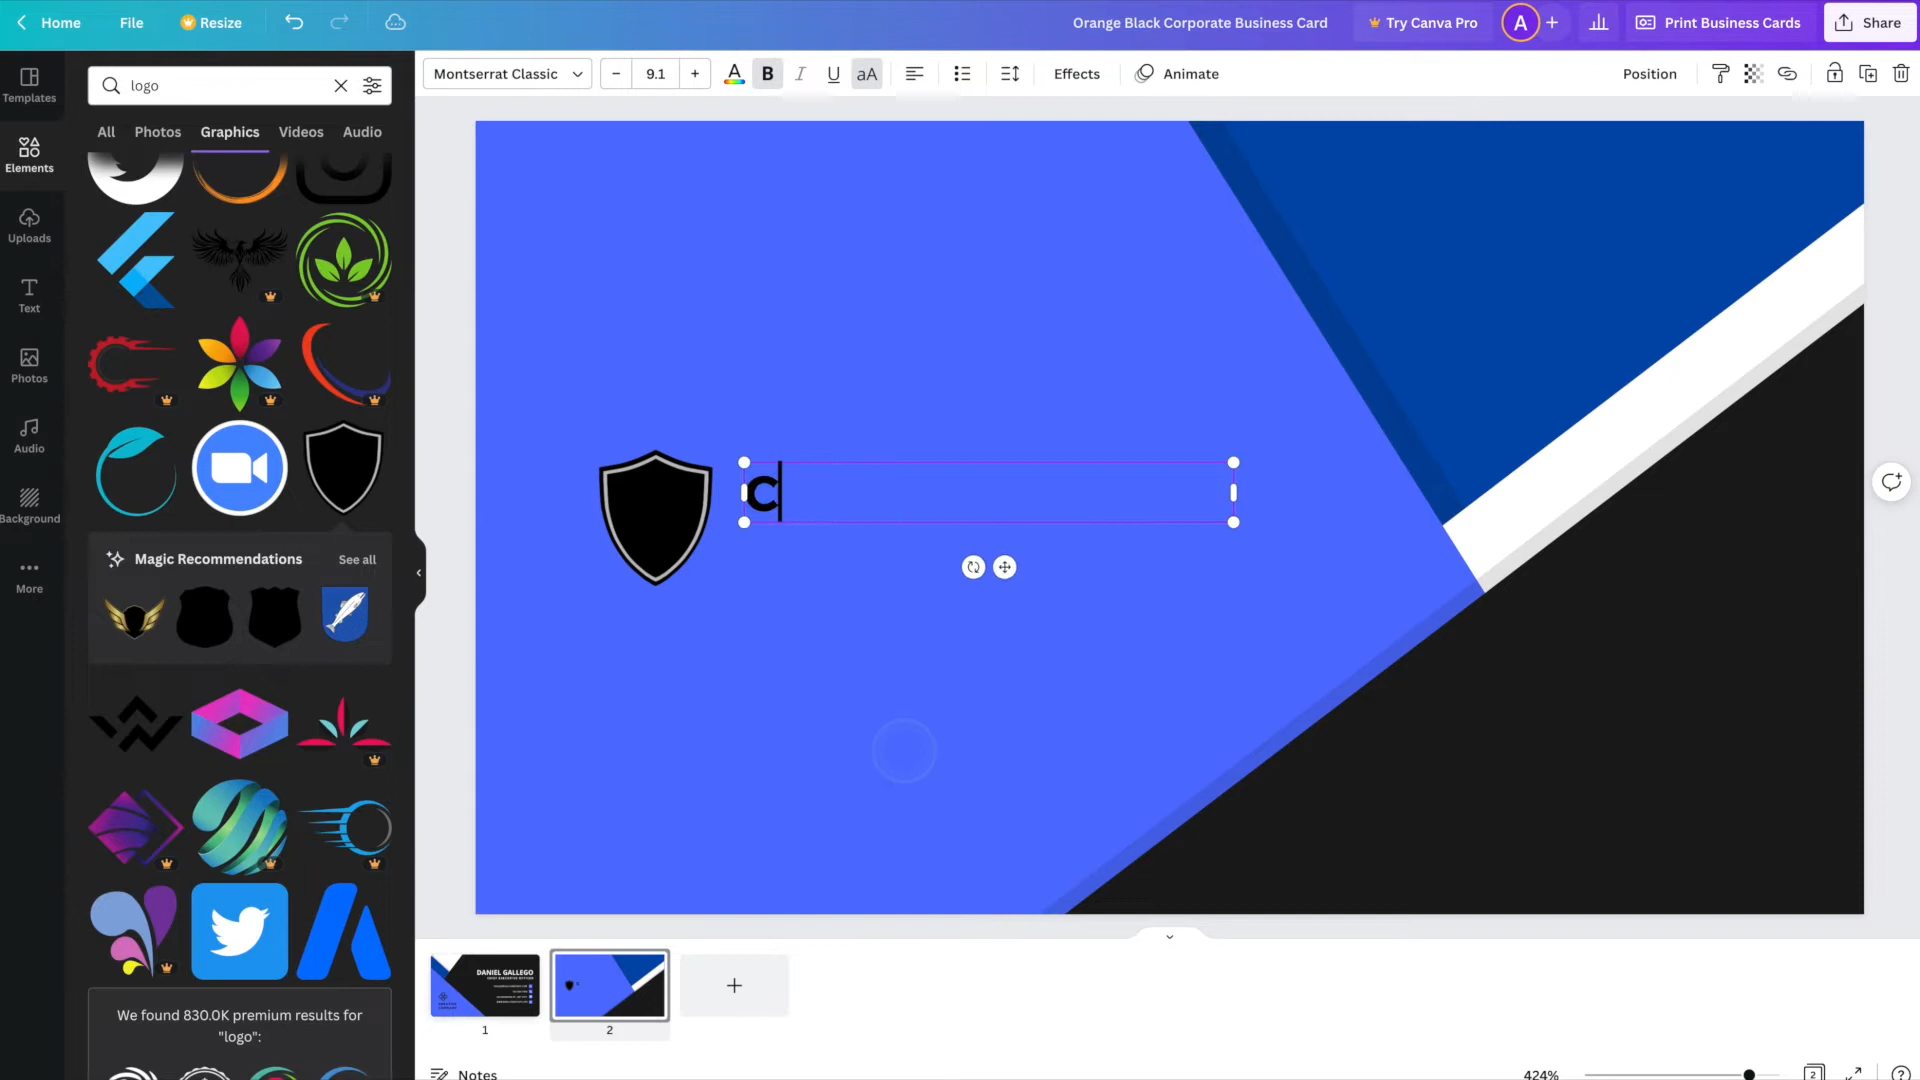 Home
File
Resize
Orange Black Corporate Business Card
Try Canva Pro
A
Print Business Cards
Share
Templates
Elements
Uploads
Text
Photos
Audio
Background
More
logo
All
Photos
Graphics
Videos
Audio
Magic Recommendations
See all
We found 830.0K premium results for
"logo":
Montserrat Classic
9.1
A
B
I
U
aA
Effects
Animate
Position
C
DANIEL GALLEGO
1
2
Notes
424%
2